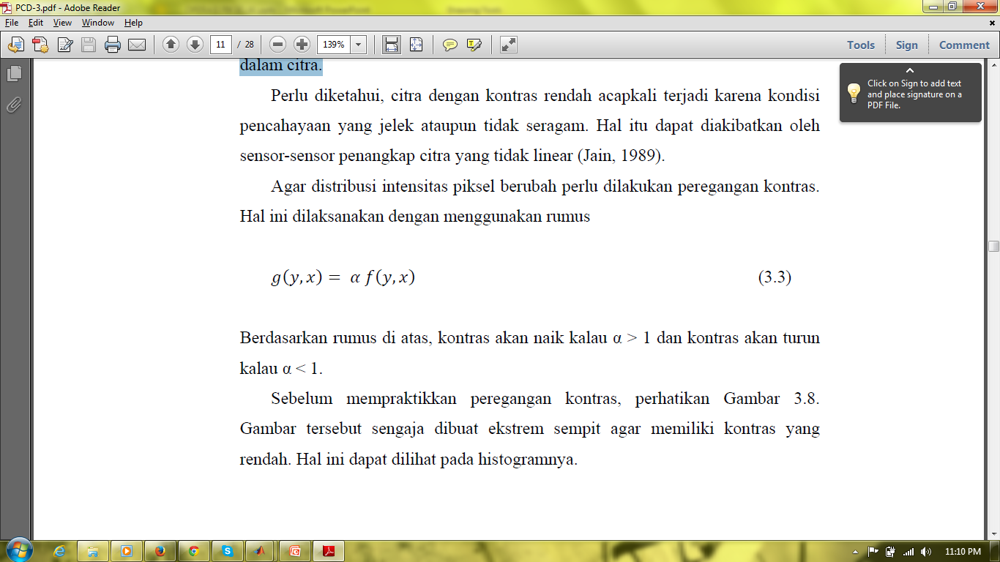 PCD-3.pdf - Adobe Reader
File Edit View Window Help
11 / 28 139% Tools Sign Comment
dalam citra.
Click on Sign to add text
and place signature on a
PDF File.
Perlu diketahui, citra dengan kontras rendah acapkali terjadi karena kondisi
pencahayaan yang jelek ataupun tidak seragam. Hal itu dapat diakibatkan oleh
sensor-sensor penangkap citra yang tidak linear (Jain, 1989).
Agar distribusi intensitas piksel berubah perlu dilakukan peregangan kontras.
Hal ini dilaksanakan dengan menggunakan rumus
g(y, x) = α f(y, x) (3.3)
Berdasarkan rumus di atas, kontras akan naik kalau α > 1 dan kontras akan turun
kalau α < 1.
Sebelum mempraktikkan peregangan kontras, perhatikan Gambar 3.8.
Gambar tersebut sengaja dibuat ekstrem sempit agar memiliki kontras yang
rendah. Hal ini dapat dilihat pada histogramnya.
11:10 PM